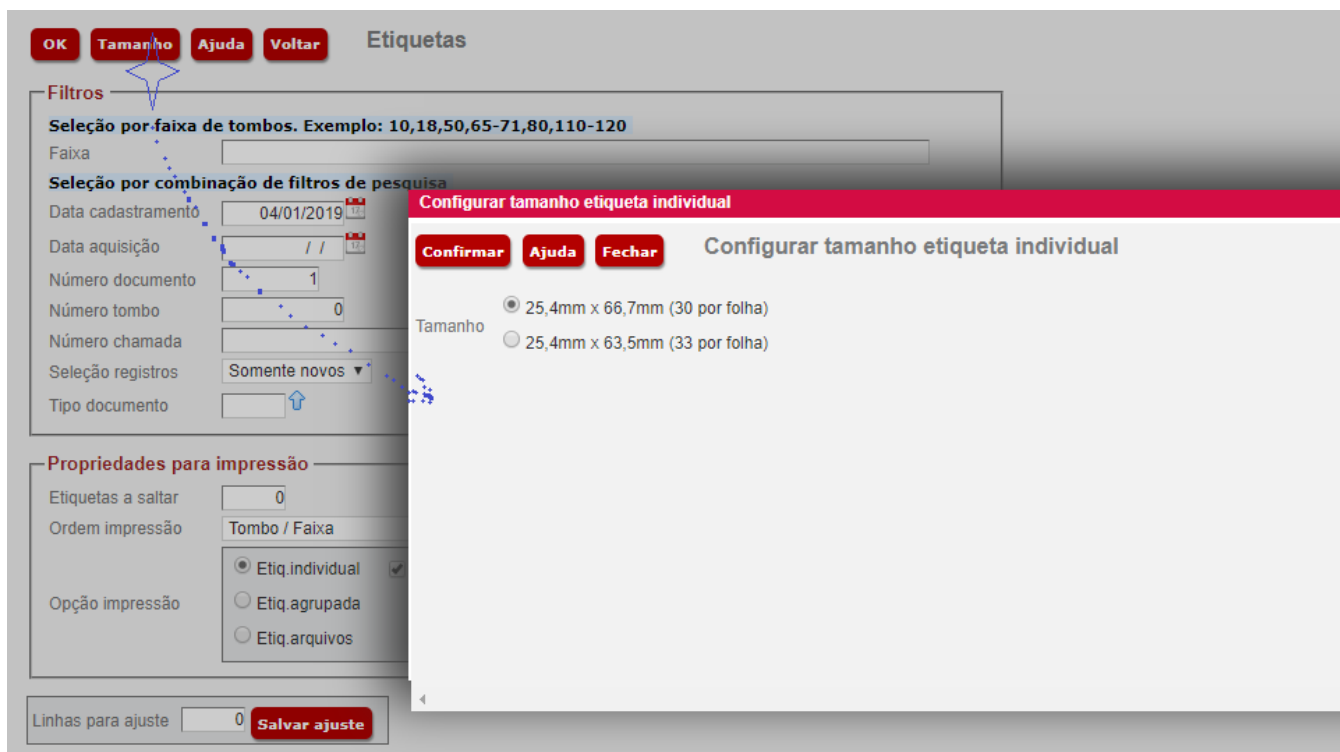 OK Tamanho Ajuda Voltar Etiquetas
Filtros
Seleção por faixa de tombos. Exemplo: 10,18,50,65-71,80,110-120
Faixa
Seleção por combinação de filtros de pesquisa
Data cadastramento 04/01/2019
Data aquisição / /
Número documento 1
Número tombo 0
Número chamada
Seleção registros Somente novos
Tipo documento
Propriedades para impressão
Etiquetas a saltar 0
Ordem impressão Tombo / Faixa
Opção impressão
Etiq.individual
Etiq.agrupada
Etiq.arquivos
Linhas para ajuste 0 Salvar ajuste
Configurar tamanho etiqueta individual
Confirmar Ajuda Fechar Configurar tamanho etiqueta individual
Tamanho
25,4mm x 66,7mm (30 por folha)
25,4mm x 63,5mm (33 por folha)